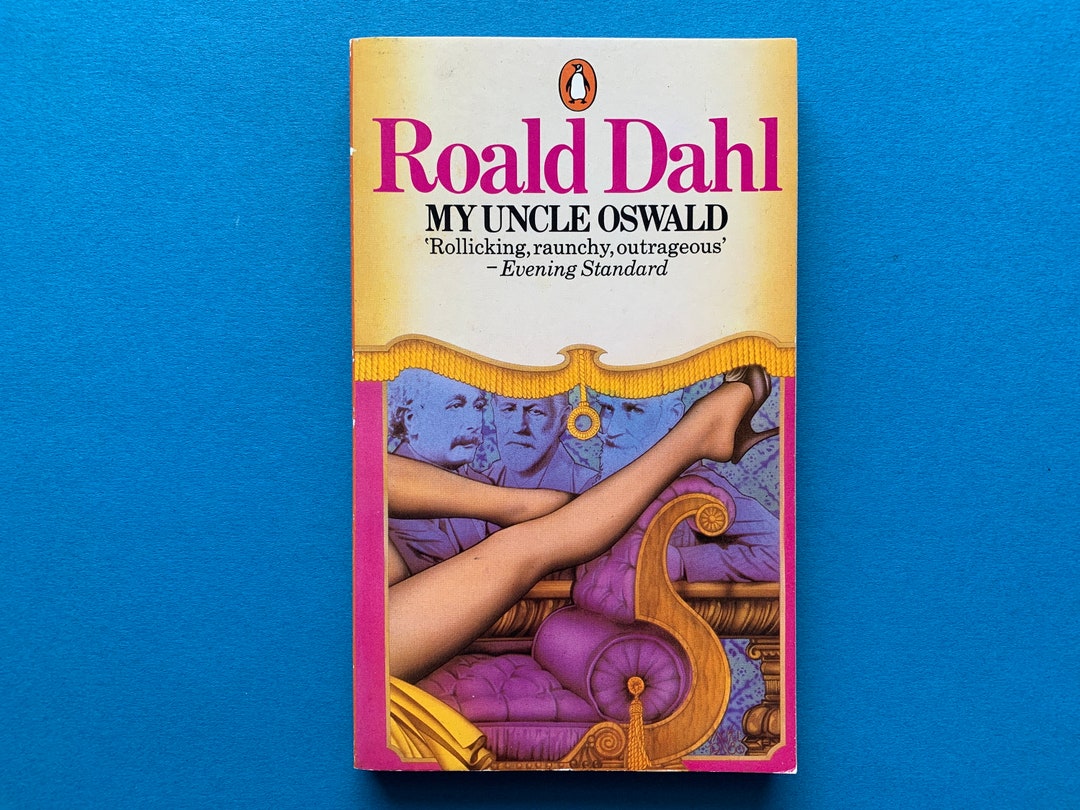 Roald Dahl
MY UNCLE OSWALD
‘Rollicking, raunchy, outrageous’
– Evening Standard